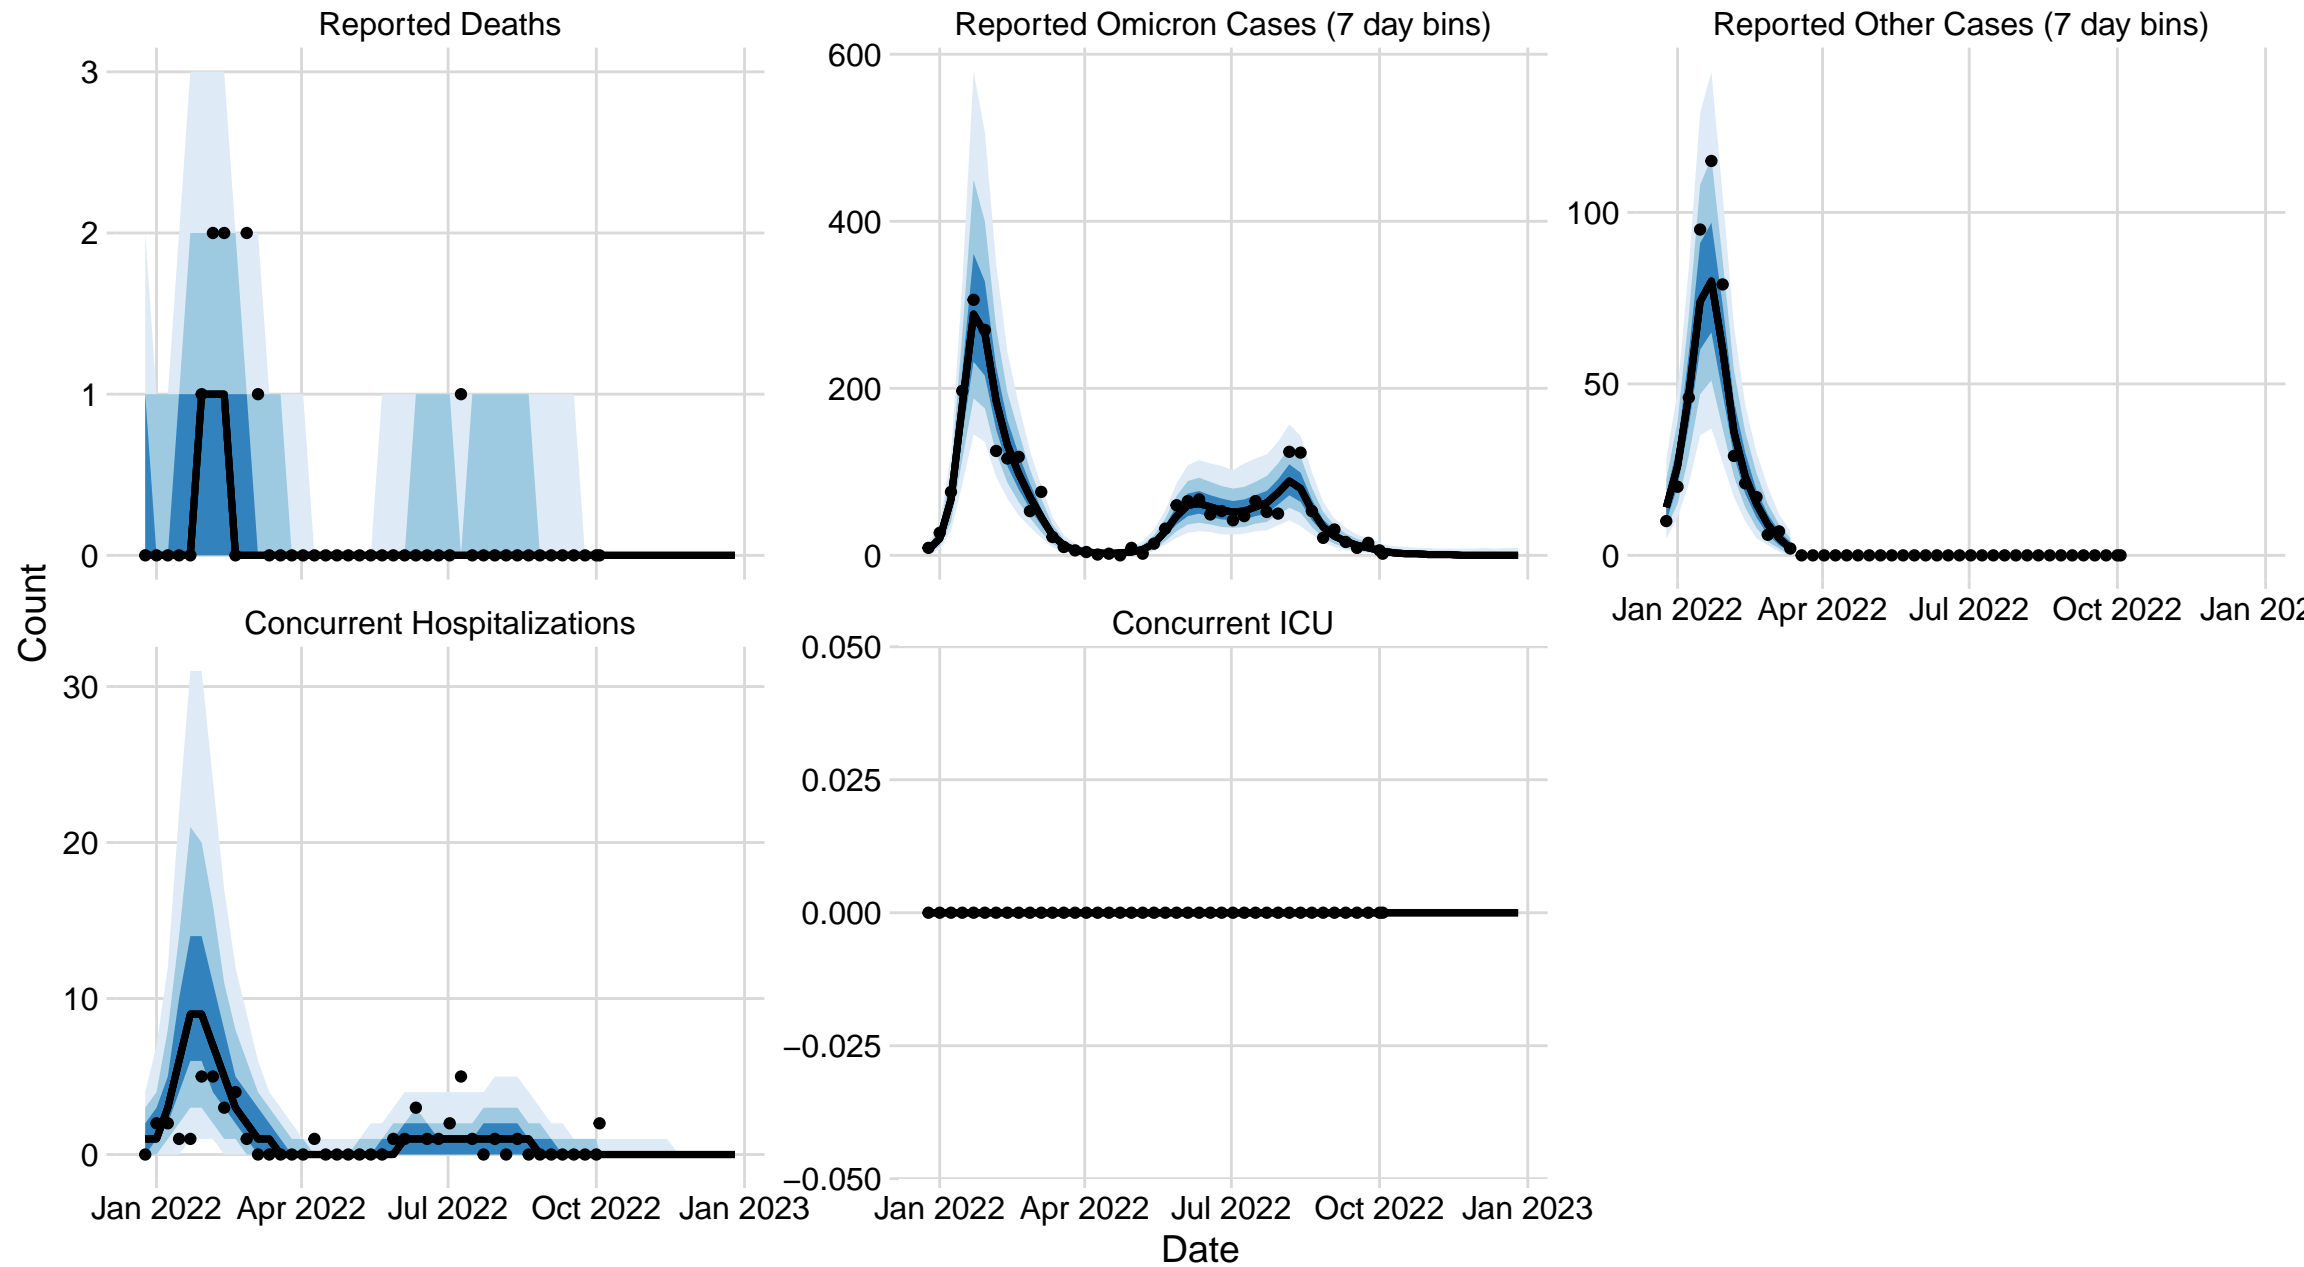 Reported Deaths
Reported Omicron Cases (7 day bins)
Reported Other Cases (7 day bins)
3
2
1
0
600
400
200
0
100
50
0
Jan 2022 Apr 2022 Jul 2022 Oct 2022 Jan 202
Count
Concurrent Hospitalizations
Concurrent ICU
30
20
10
0
0.050
0.025
0.000
−0.025
−0.050
Jan 2022 Apr 2022 Jul 2022 Oct 2022 Jan 2023
Jan 2022 Apr 2022 Jul 2022 Oct 2022 Jan 2023
Date